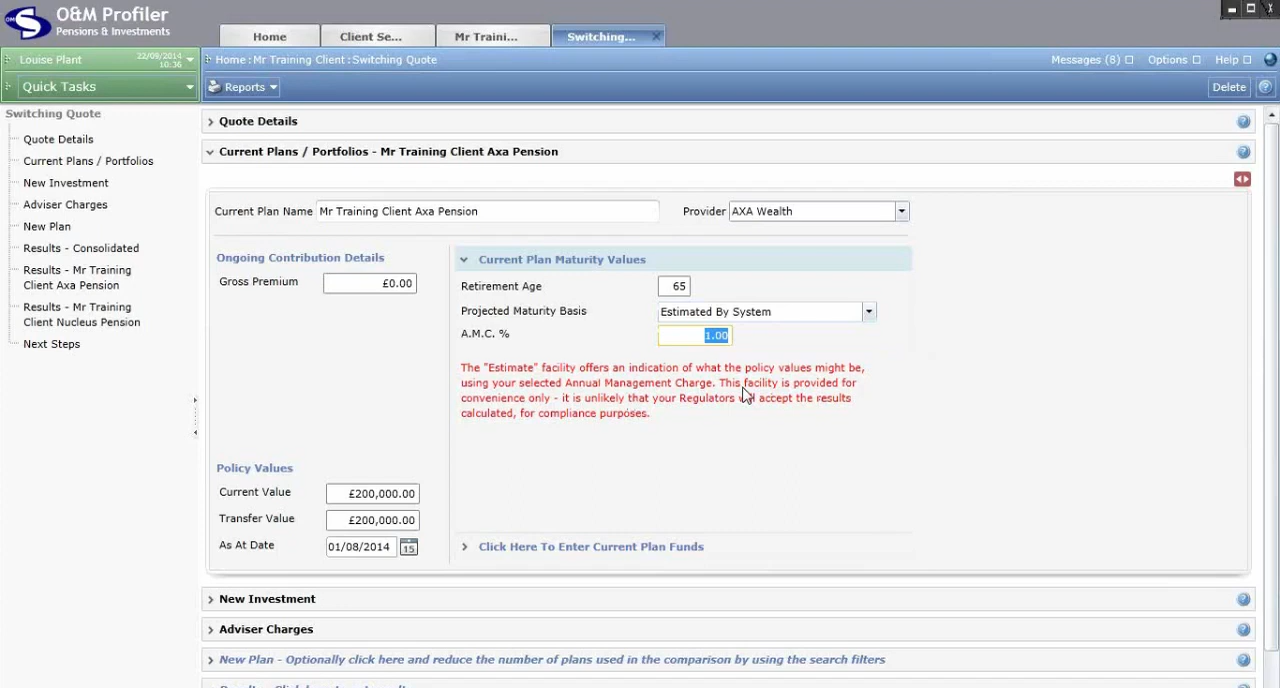 O&M Profiler
Pensions & Investments
Home
Client Se...
Mr Traini...
Switching...
Louise Plant
22/09/2014
10:36
Home : Mr Training Client : Switching Quote
Messages (8)
Options
Help
Quick Tasks
Reports
Delete
Switching Quote
Quote Details
Current Plans / Portfolios
New Investment
Adviser Charges
New Plan
Results - Consolidated
Results - Mr Training
Client Axa Pension
Results - Mr Training
Client Nucleus Pension
Next Steps
Quote Details
Current Plans / Portfolios - Mr Training Client Axa Pension
Current Plan Name Mr Training Client Axa Pension
Provider AXA Wealth
Ongoing Contribution Details
Gross Premium £0.00
Policy Values
Current Value £200,000.00
Transfer Value £200,000.00
As At Date 01/08/2014 15
Current Plan Maturity Values
Retirement Age 65
Projected Maturity Basis Estimated By System
A.M.C. % 1.00
The "Estimate" facility offers an indication of what the policy values might be,
using your selected Annual Management Charge. This facility is provided for
convenience only - it is unlikely that your Regulators will accept the results
calculated, for compliance purposes.
Click Here To Enter Current Plan Funds
New Investment
Adviser Charges
New Plan - Optionally click here and reduce the number of plans used in the comparison by using the search filters